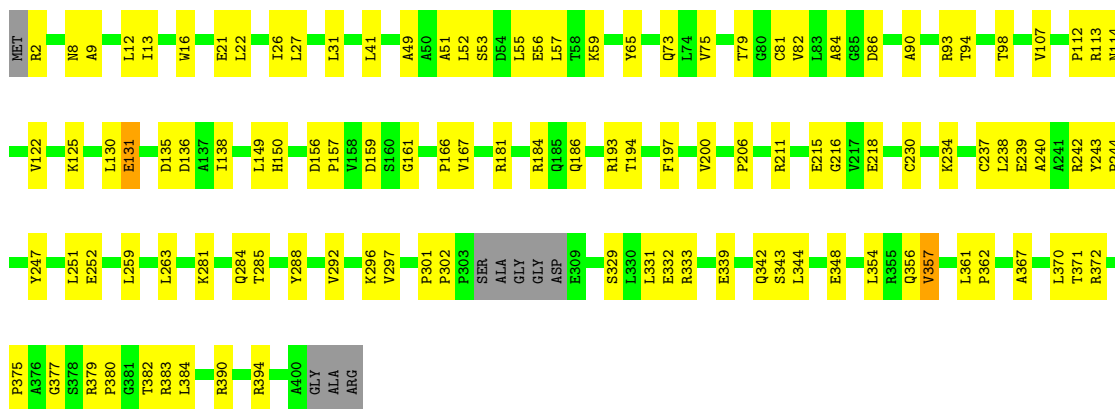 MET R2 N8 A9 L12 I13 W16 E21 L22 I26 L27 L31 L41 A49 A50 A51 L52 S53 D54 L55 E56 L57 T58 K59 Y65 Q73 L74 V75 T79 G80 C81 V82 L83 A84 G85 D86 A90 R93 T94 T98 V107 P112 R113 N114
V122 K125 L130 E131 D135 D136 A137 I138 L149 H150 D156 P157 V158 D159 S160 G161 P166 V167 R181 R184 Q185 Q186 R193 T194 F197 V200 P206 R211 E215 G216 V217 E218 C230 K234 C237 L238 E239 A240 A241 R242 Y243
Y247 L251 E252 L259 L263 K281 Q284 T285 Y288 V292 K296 V297 P301 P302 P303 SER ALA GLY GLY ASP E309 S329 L330 L331 E332 R333 E339 Q342 S343 L344 E348 L354 R355 Q356 V357 L361 P362 A367 L370 T371 R372
P375 A376 G377 S378 R379 P380 G381 T382 R383 L384 R390 R394 A400 GLY ALA ARG